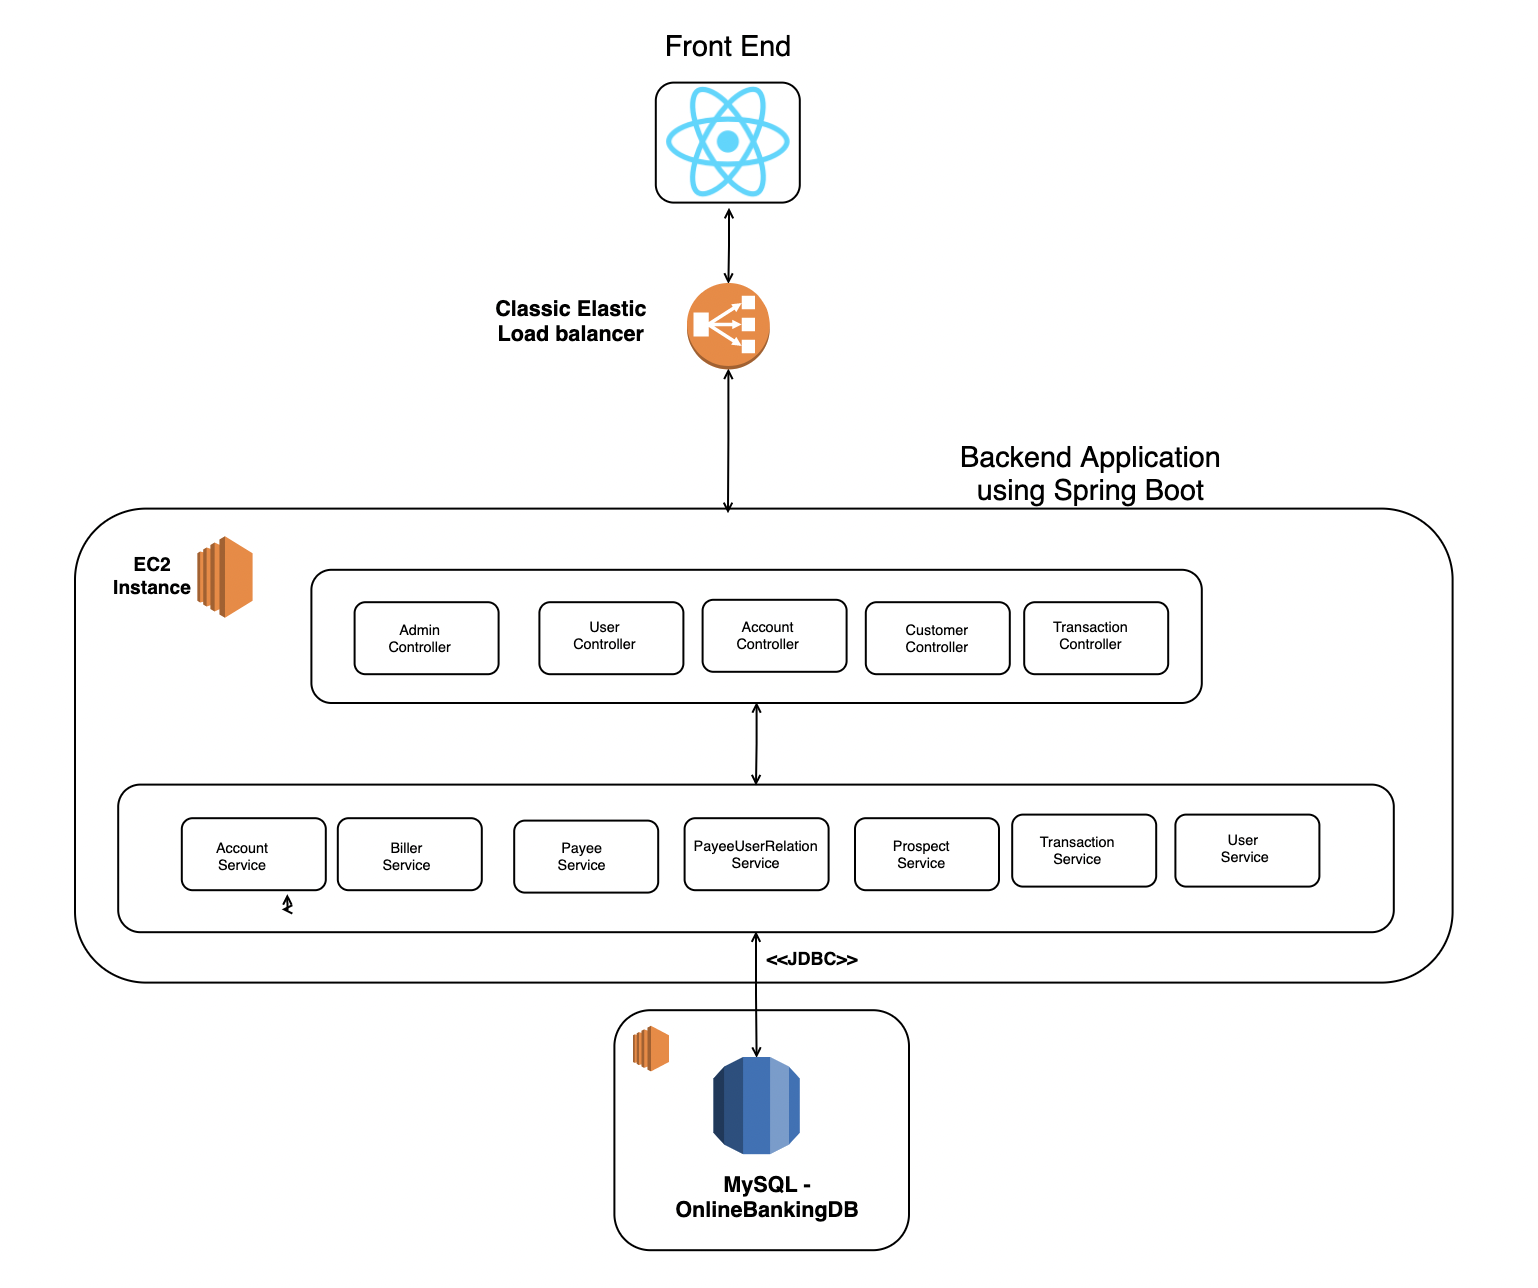 Front End
Classic Elastic
Load balancer
Backend Application
using Spring Boot
EC2
Instance
Admin
Controller
User
Controller
Account
Controller
Customer
Controller
Transaction
Controller
Account
Service
Biller
Service
Payee
Service
PayeeUserRelation
Service
Prospect
Service
Transaction
Service
User
Service
<<JDBC>>
MySQL -
OnlineBankingDB